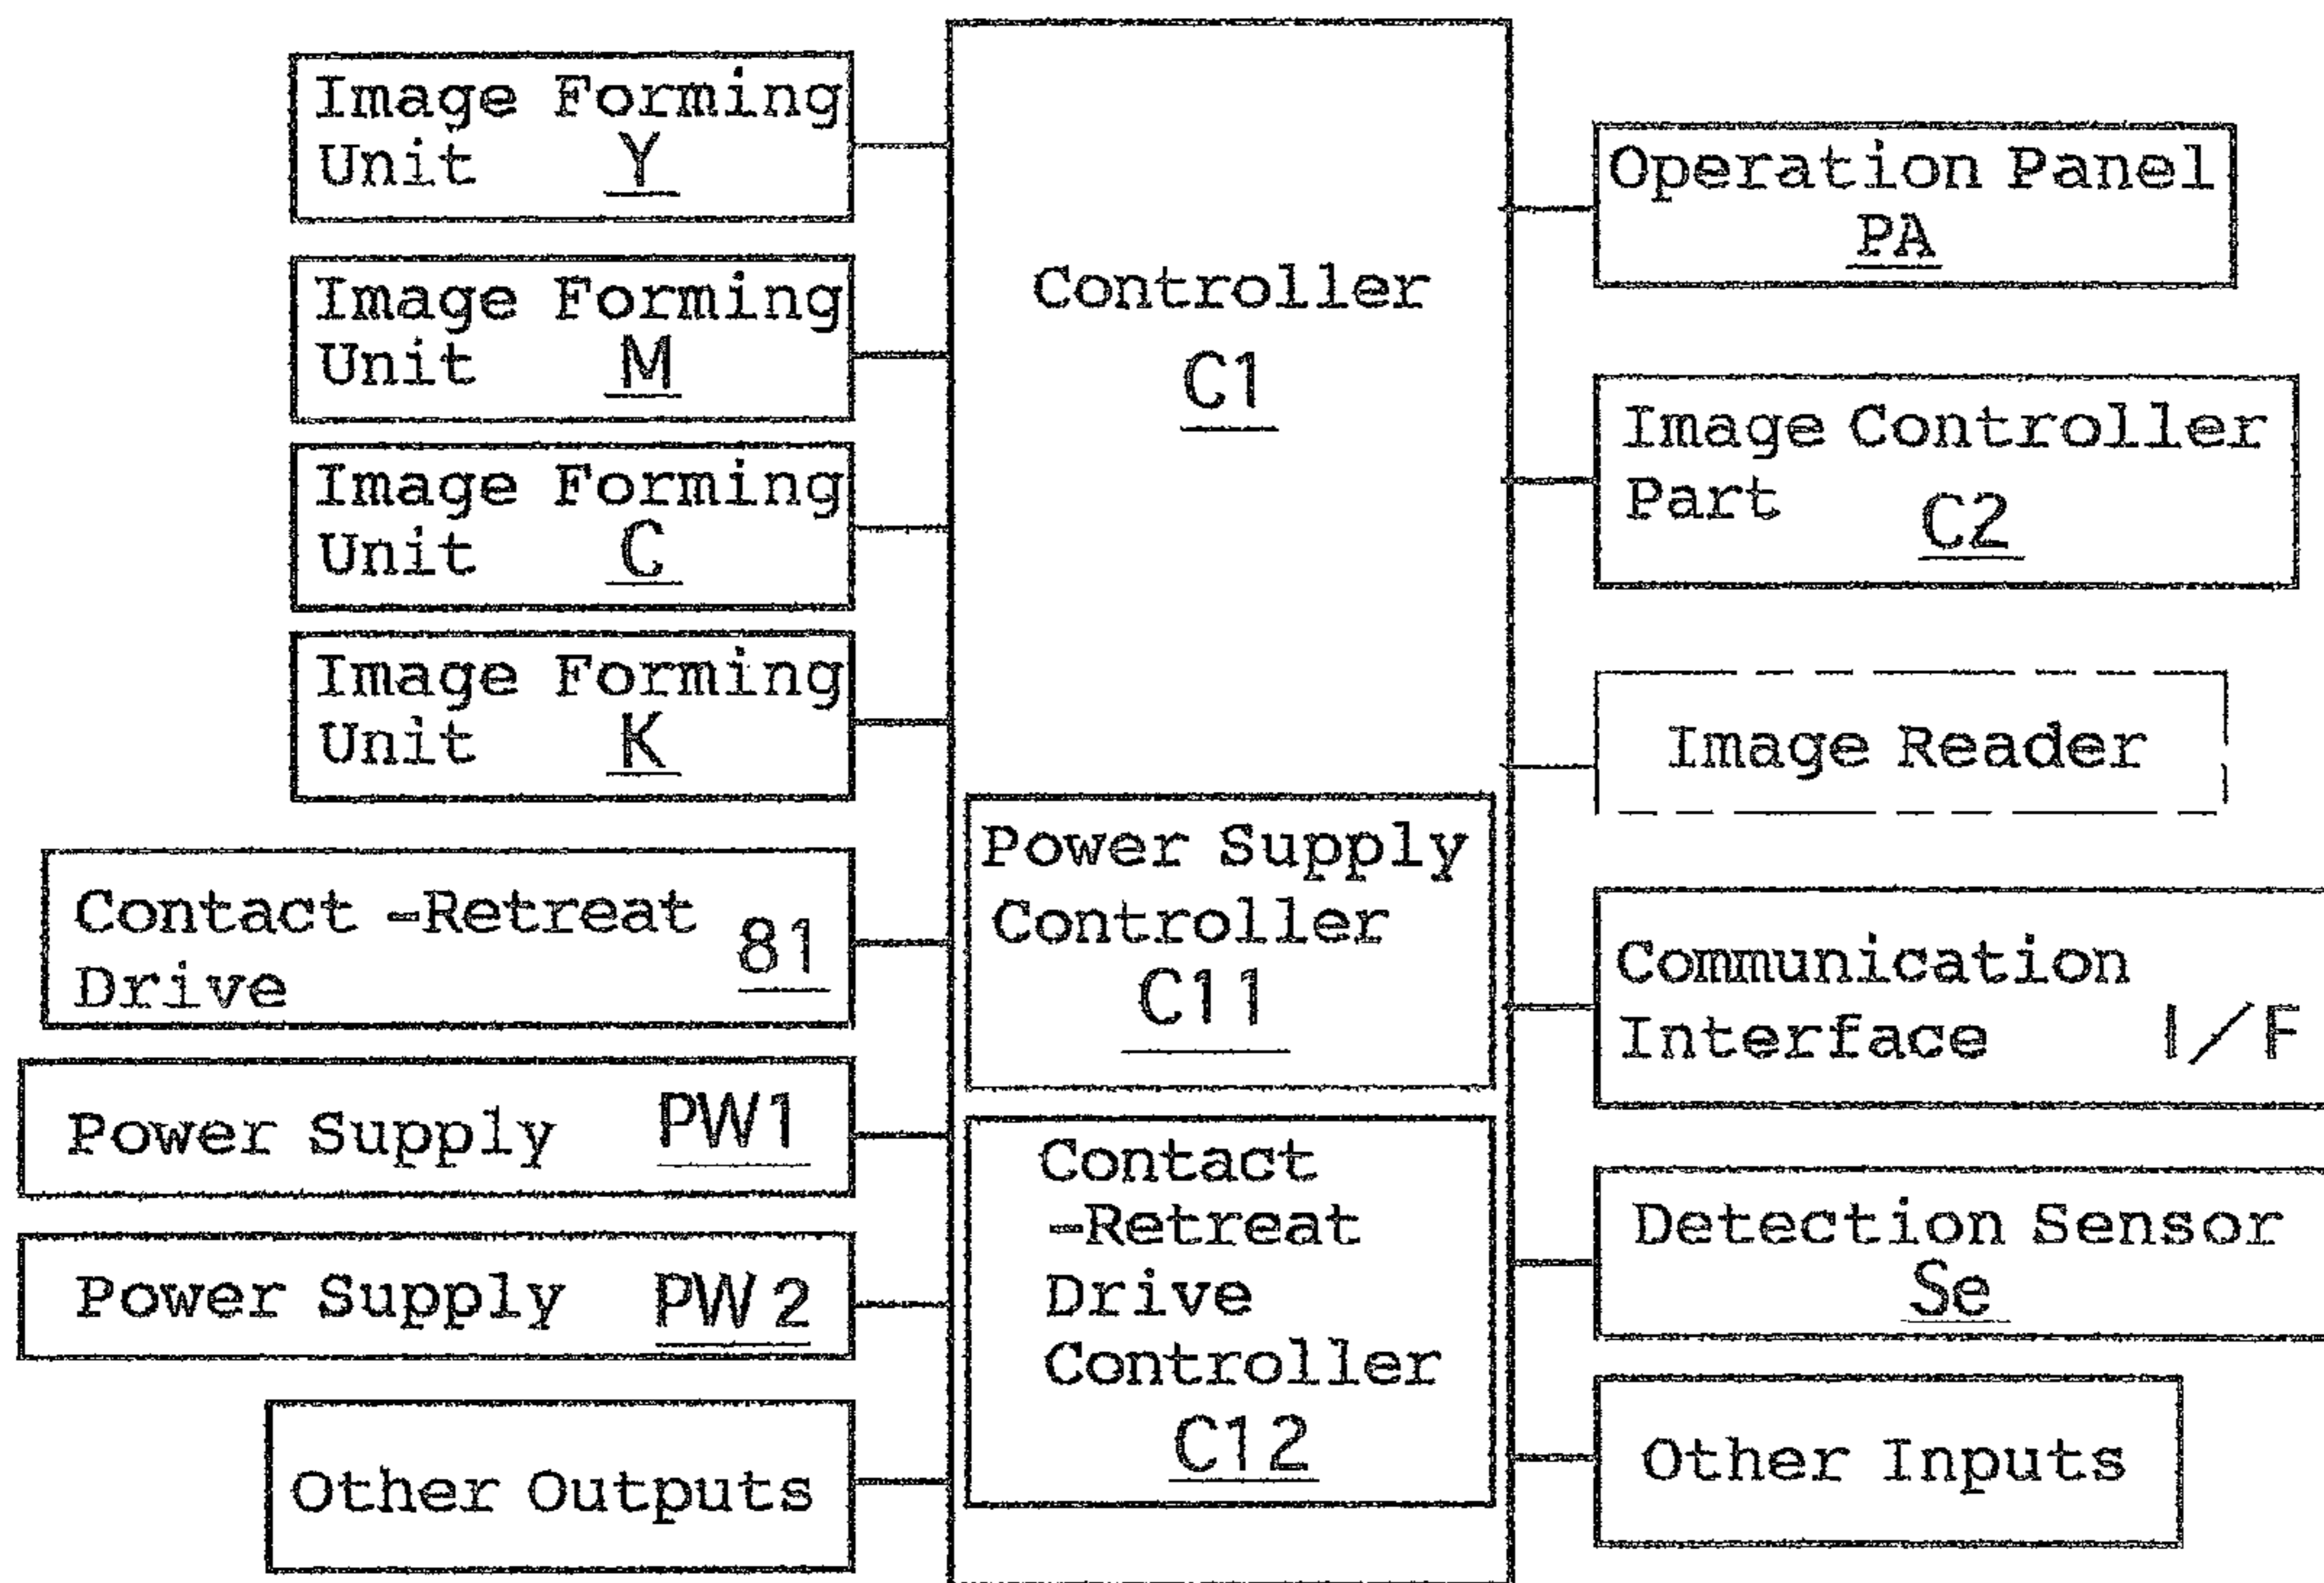 Image Forming
Unit Y
Image Forming
Unit M
Image Forming
Unit C
Image Forming
Unit K
Contact -Retreat 81
Drive
Power Supply PW1
Power Supply PW2
Other Outputs
Controller
C1
Power Supply
Controller
C11
Contact
-Retreat
Drive
Controller
C12
Operation Panel
PA
Image Controller
Part C2
Image Reader
Communication
Interface I/F
Detection Sensor
Se
Other Inputs